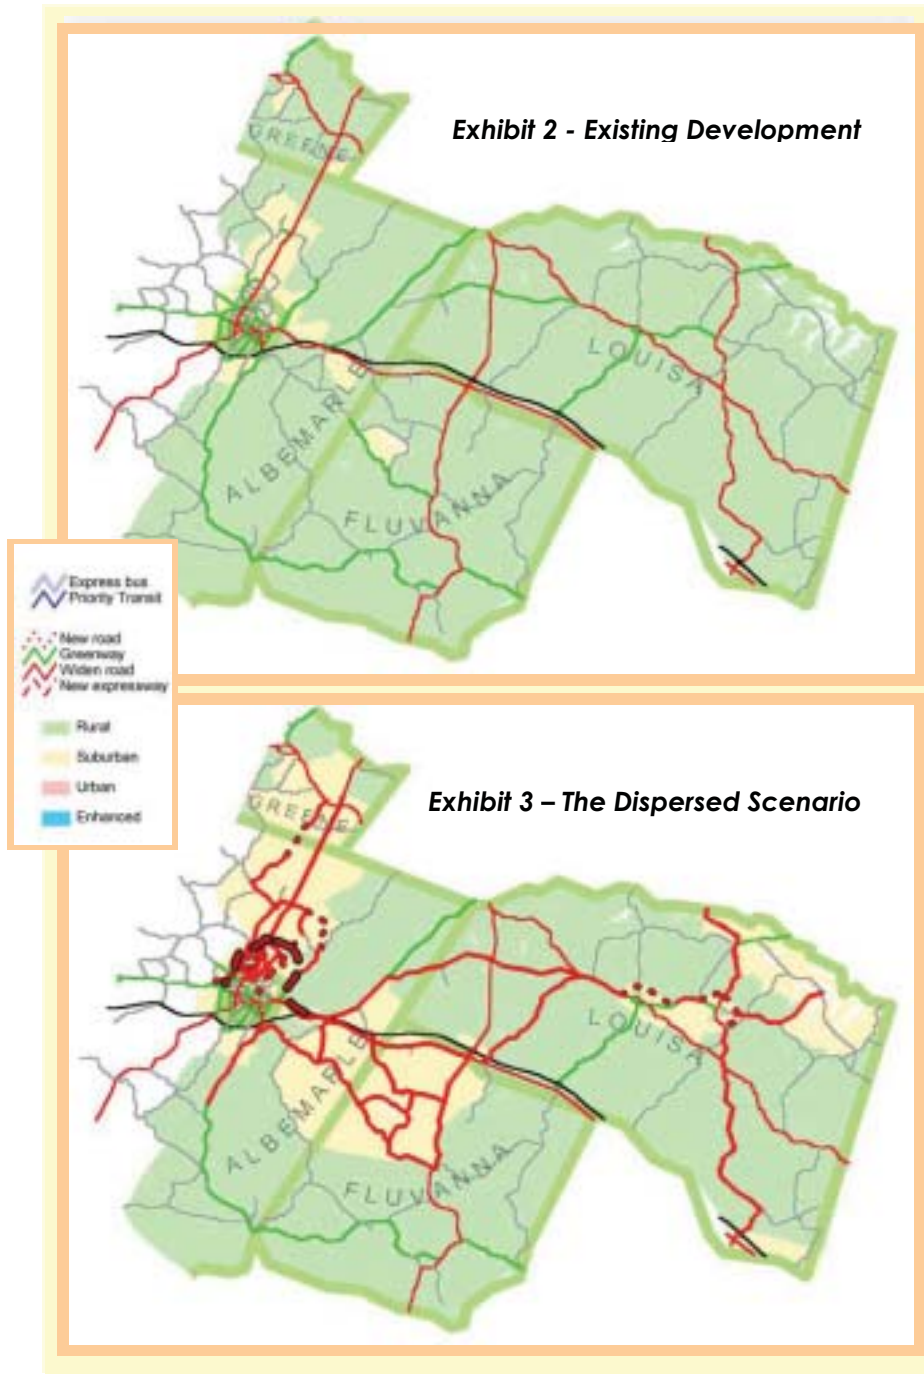 Exhibit 2 - Existing Development
GREENE
LOUISA
ALBEMARLE
FLUVANNA
Express bus
Priority Transit
New road
Greenway
Widen road
New expressway
Rural
Suburban
Urban
Enhanced
Exhibit 3 – The Dispersed Scenario
GREENE
LOUISA
ALBEMARLE
FLUVANNA